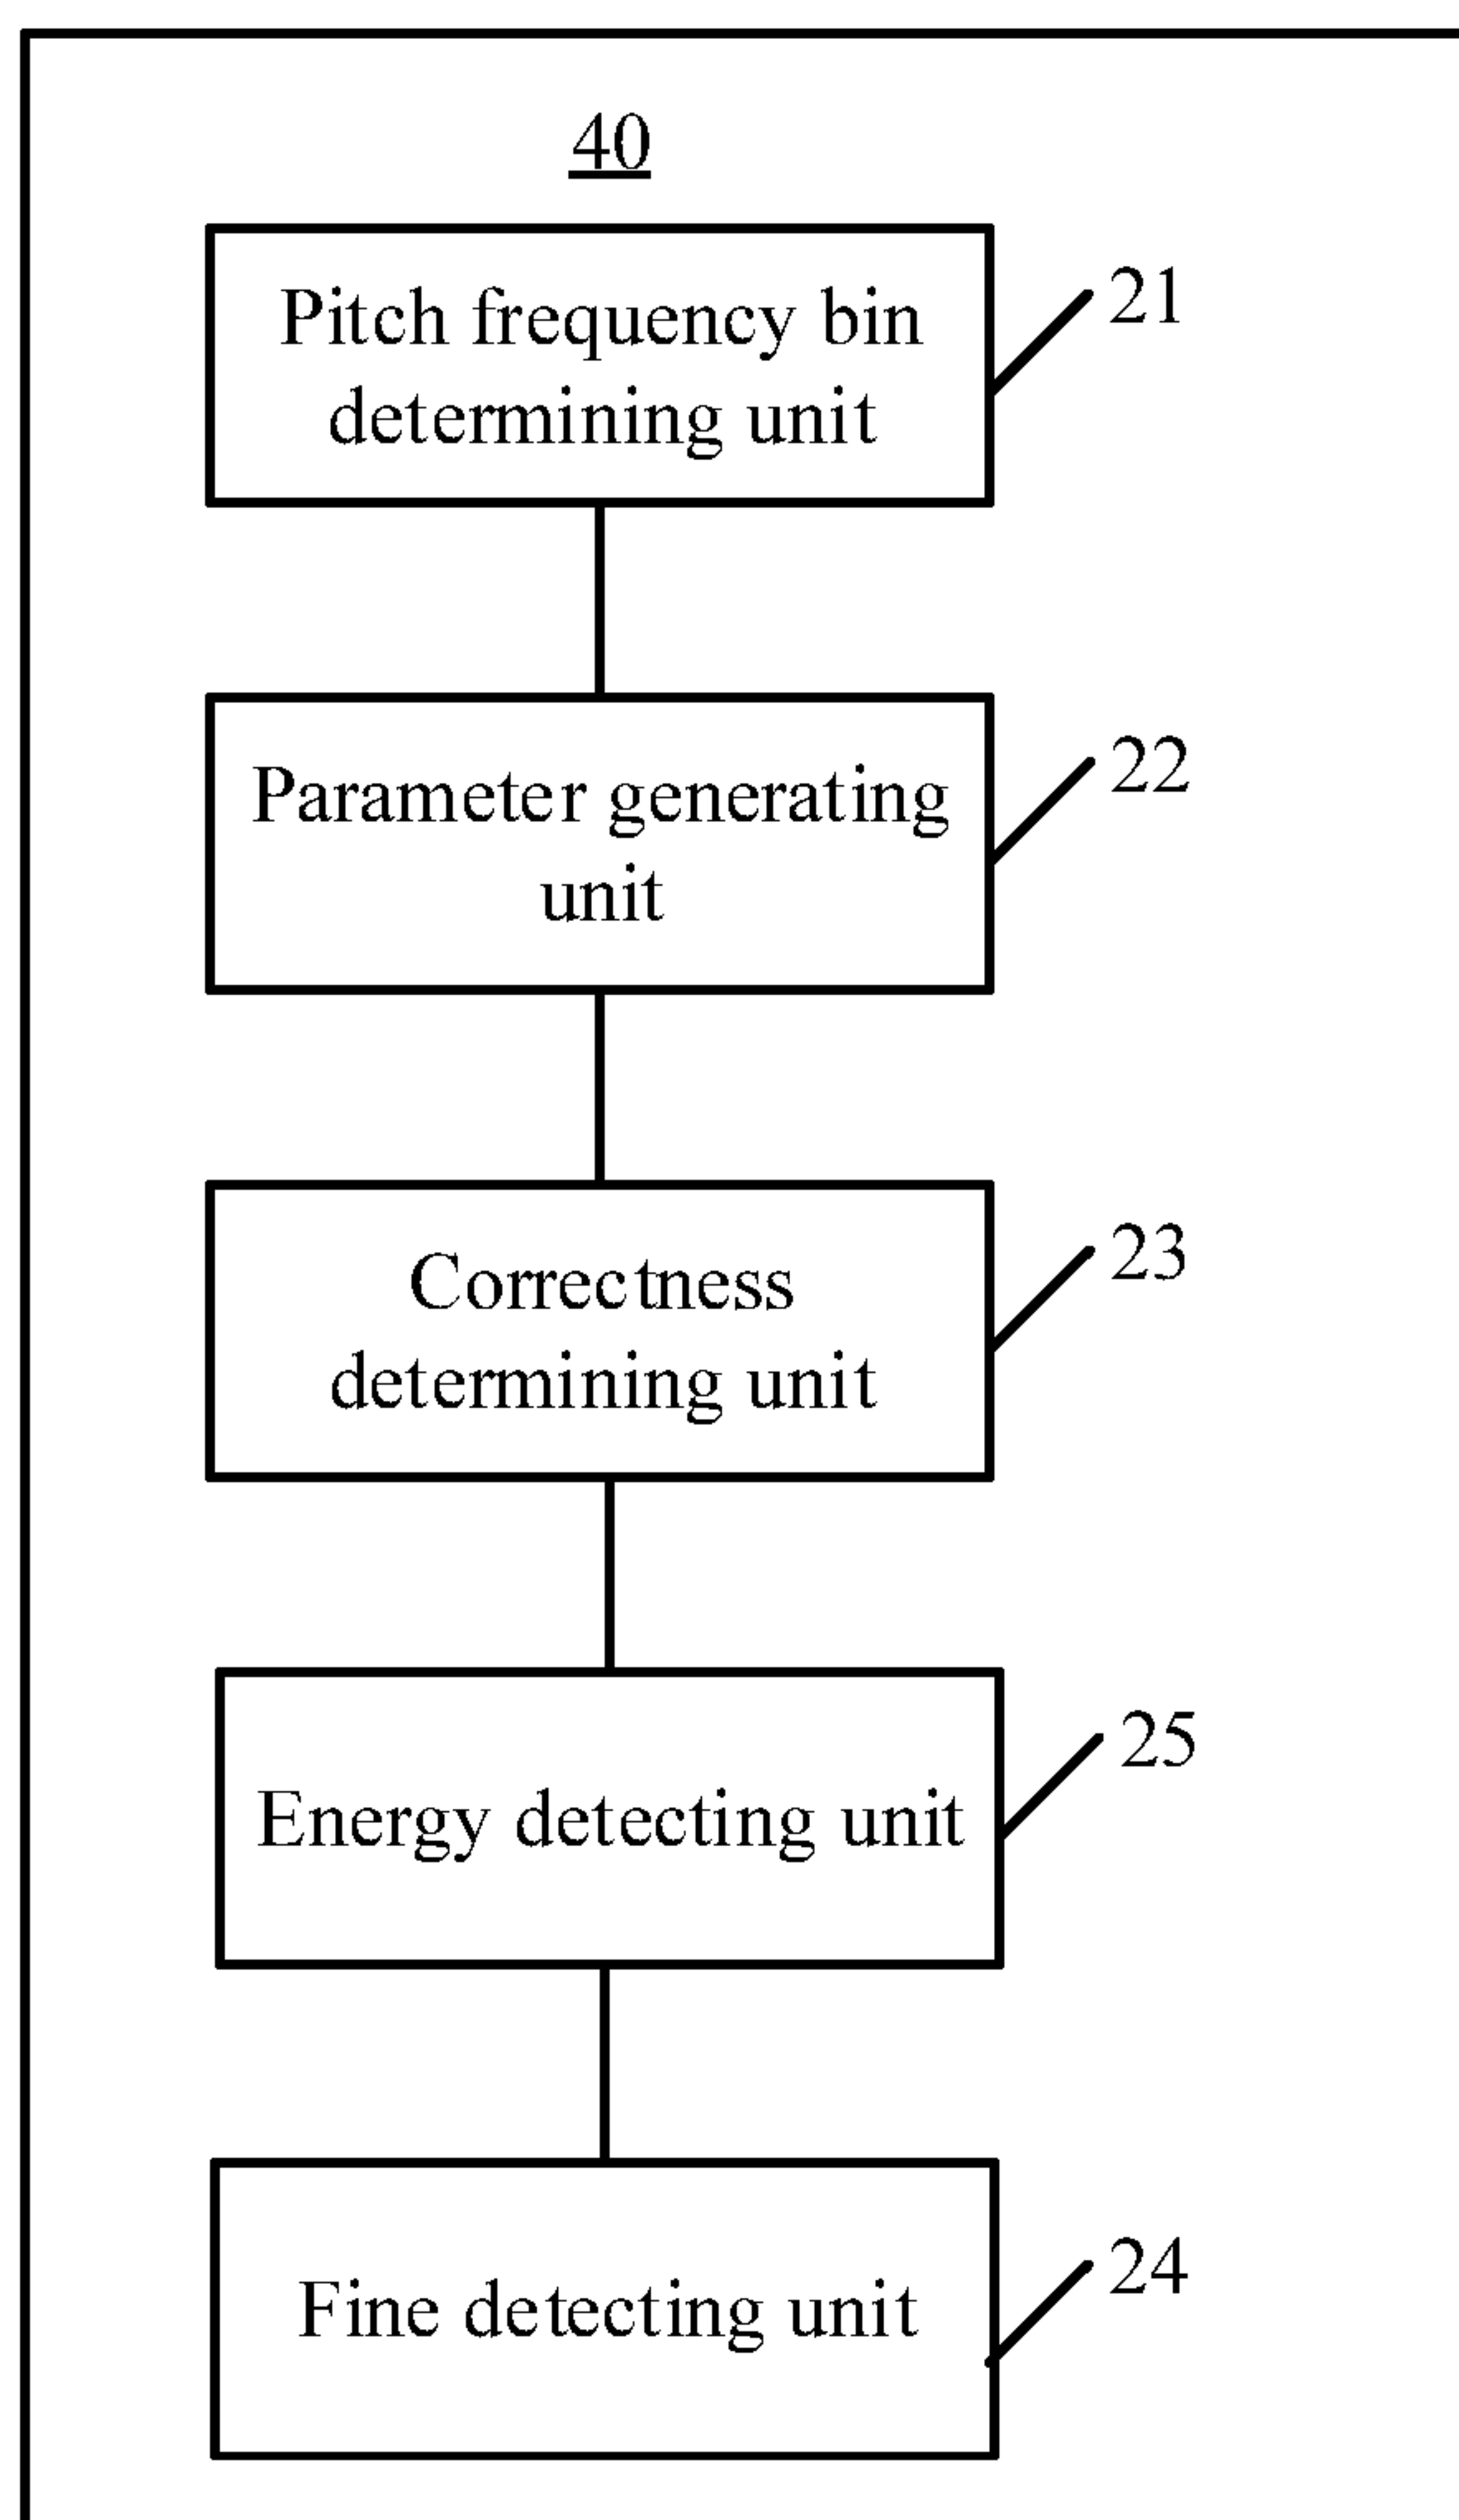 40
Pitch frequency bin
determining unit
21
Parameter generating
unit
22
Correctness
determining unit
23
Energy detecting unit
25
Fine detecting unit
24